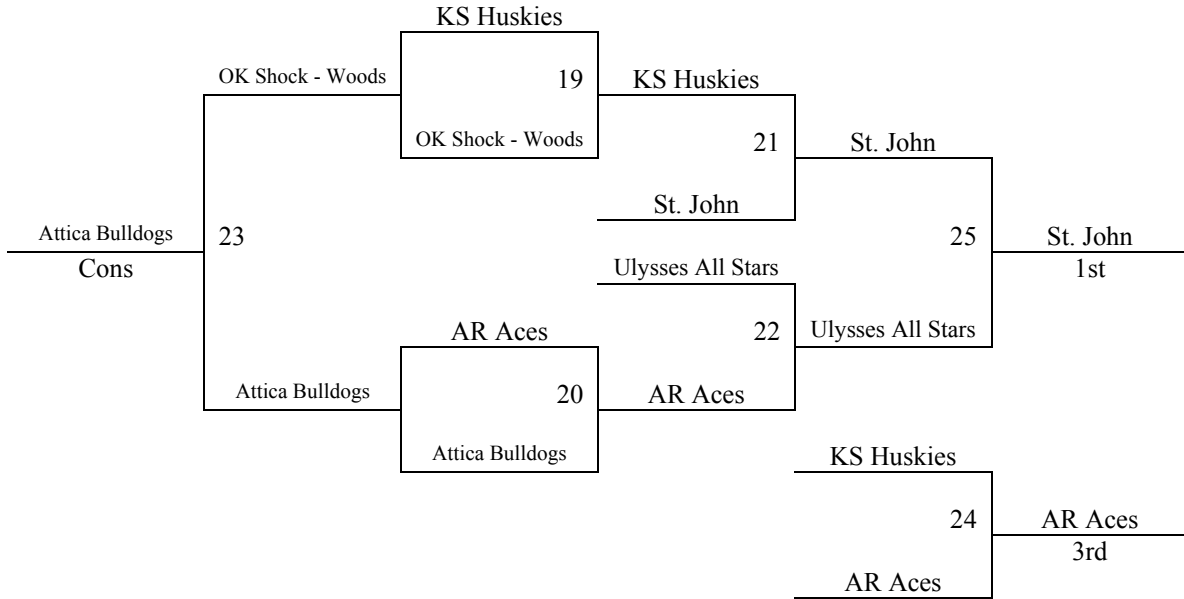 KS Huskies
OK Shock - Woods
19
KS Huskies
OK Shock - Woods
21
St. John
St. John
Attica Bulldogs
23
25
St. John
Cons
Ulysses All Stars
1st
AR Aces
22
Ulysses All Stars
Attica Bulldogs
20
AR Aces
Attica Bulldogs
KS Huskies
24
AR Aces
3rd
AR Aces